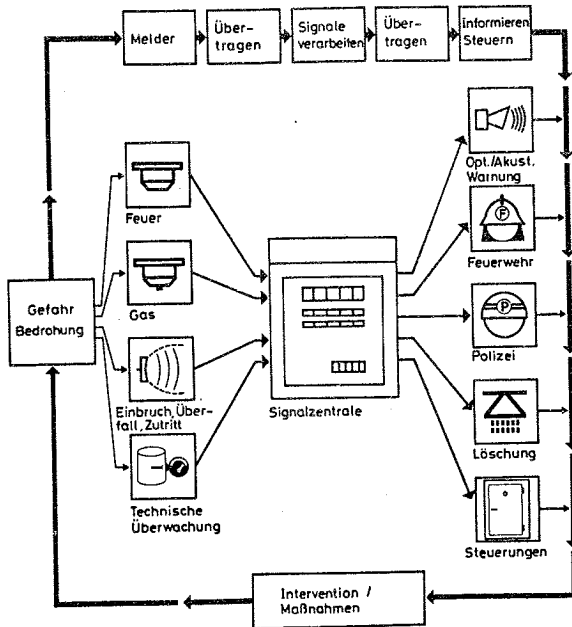 Melder
Über-
tragen
Signale
verarbeiten
Über-
tragen
Informieren
Steuern
Feuer
Gas
Einbruch, Über-
fall, Zutritt
Technische
Überwachung
Gefahr
Bedrohung
Signalzentrale
Opt./Akust.
Warnung
F
Feuerwehr
P
Polizei
Löschung
Steuerungen
Intervention /
Maßnahmen